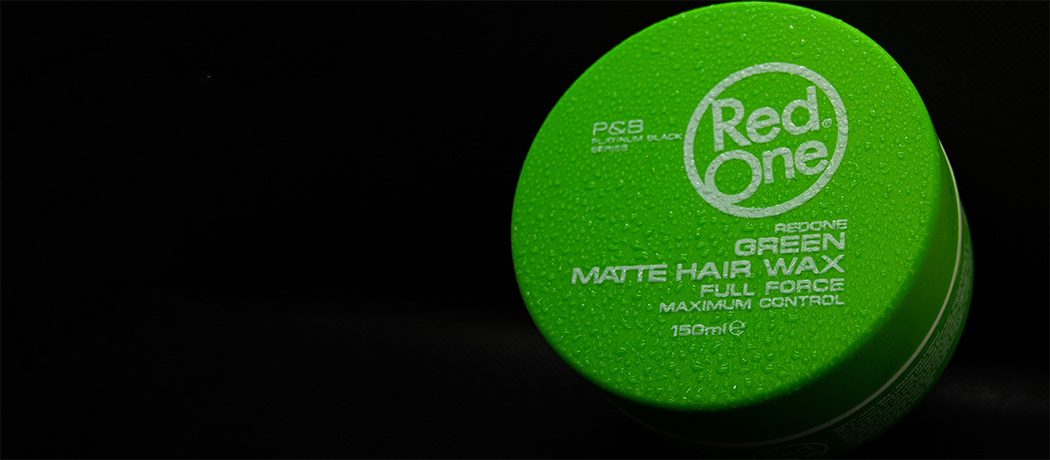 Red
One
P&B
PLATINUM BLACK
SERIES
REDONE
GREEN
MATTE HAIR WAX
FULL FORCE
MAXIMUM CONTROL
150ml e